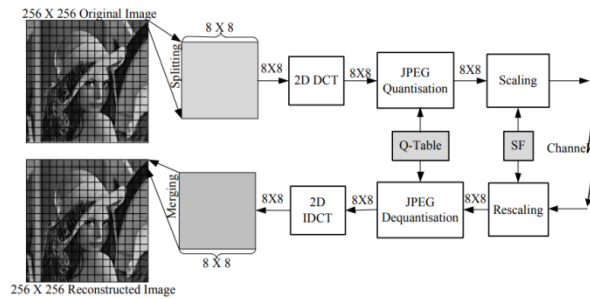 256 X 256 Original Image
8 X 8
Splitting
8X8
2D DCT
8X8
JPEG
Quantisation
8X8
Scaling
Q-Table
SF
Channel
Merging
8X8
2D
IDCT
8X8
JPEG
Dequantisation
8X8
Rescaling
8 X 8
256 X 256 Reconstructed Image